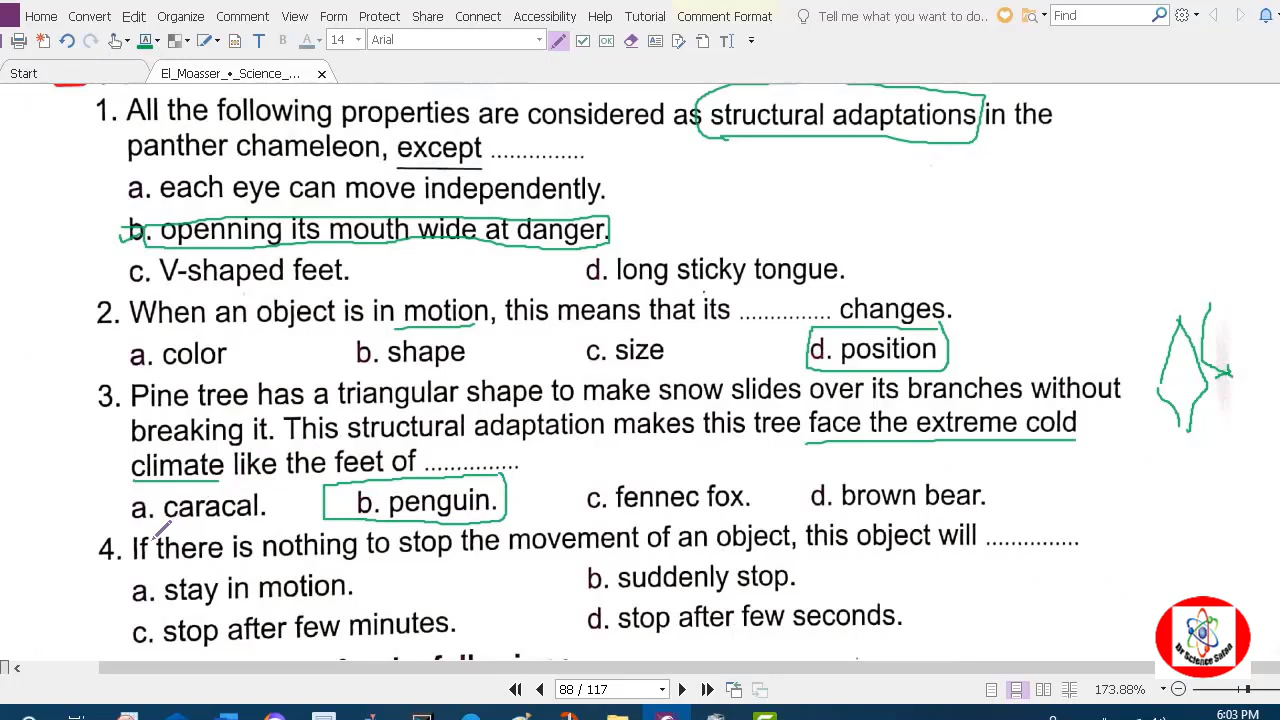 Home Convert Edit Organize Comment View Form Protect Share Connect Accessibility Help Tutorial Comment Format Tell me what you want to do... Find
14 Arial
Start El_Moasser_•_Science_...
1. All the following properties are considered as structural adaptations in the
panther chameleon, except ...............
a. each eye can move independently.
b. openning its mouth wide at danger.
c. V-shaped feet. d. long sticky tongue.
2. When an object is in motion, this means that its ............... changes.
a. color b. shape c. size d. position
3. Pine tree has a triangular shape to make snow slides over its branches without
breaking it. This structural adaptation makes this tree face the extreme cold
climate like the feet of ...............
a. caracal. b. penguin. c. fennec fox. d. brown bear.
4. If there is nothing to stop the movement of an object, this object will ...............
a. stay in motion. b. suddenly stop.
c. stop after few minutes. d. stop after few seconds.
Dr Science Safaa
88 / 117 173.88%
6:03 PM